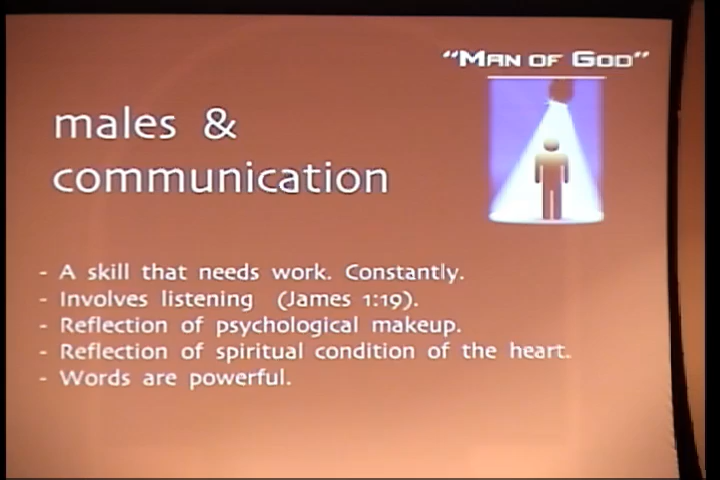 "MAN OF GOD"
males &
communication
- A skill that needs work. Constantly.
- Involves listening (James 1:19).
- Reflection of psychological makeup.
- Reflection of spiritual condition of the heart.
- Words are powerful.